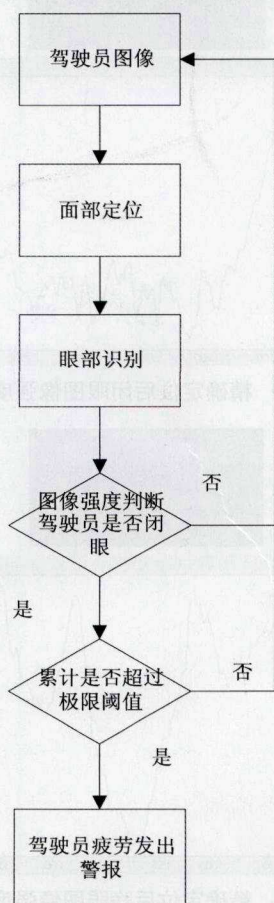 驾驶员图像
面部定位
眼部识别
图像强度判断
驾驶员是否闭
眼
否
是
累计是否超过
极限阈值
否
是
驾驶员疲劳发出
警报